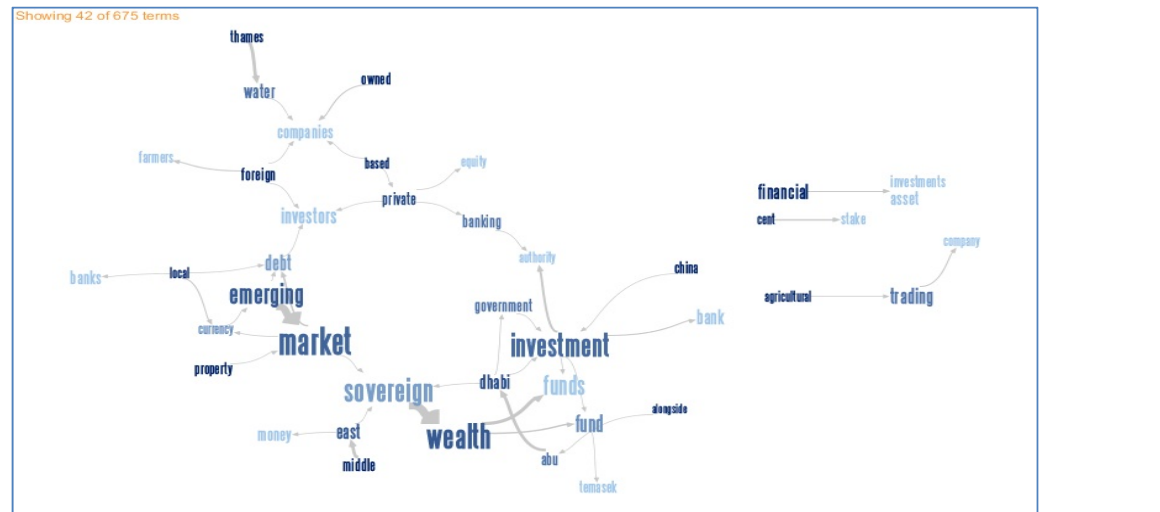 Showing 42 of 675 terms
thames
owned
water
companies
farmers
based
equity
foreign
private
investors
banking
financial
investments
asset
cent
stake
company
authority
debt
china
local
banks
emerging
agricultural
trading
government
bank
currency
market
investment
property
sovereign
dhabi
funds
alongside
fund
money
east
wealth
abu
middle
temasek